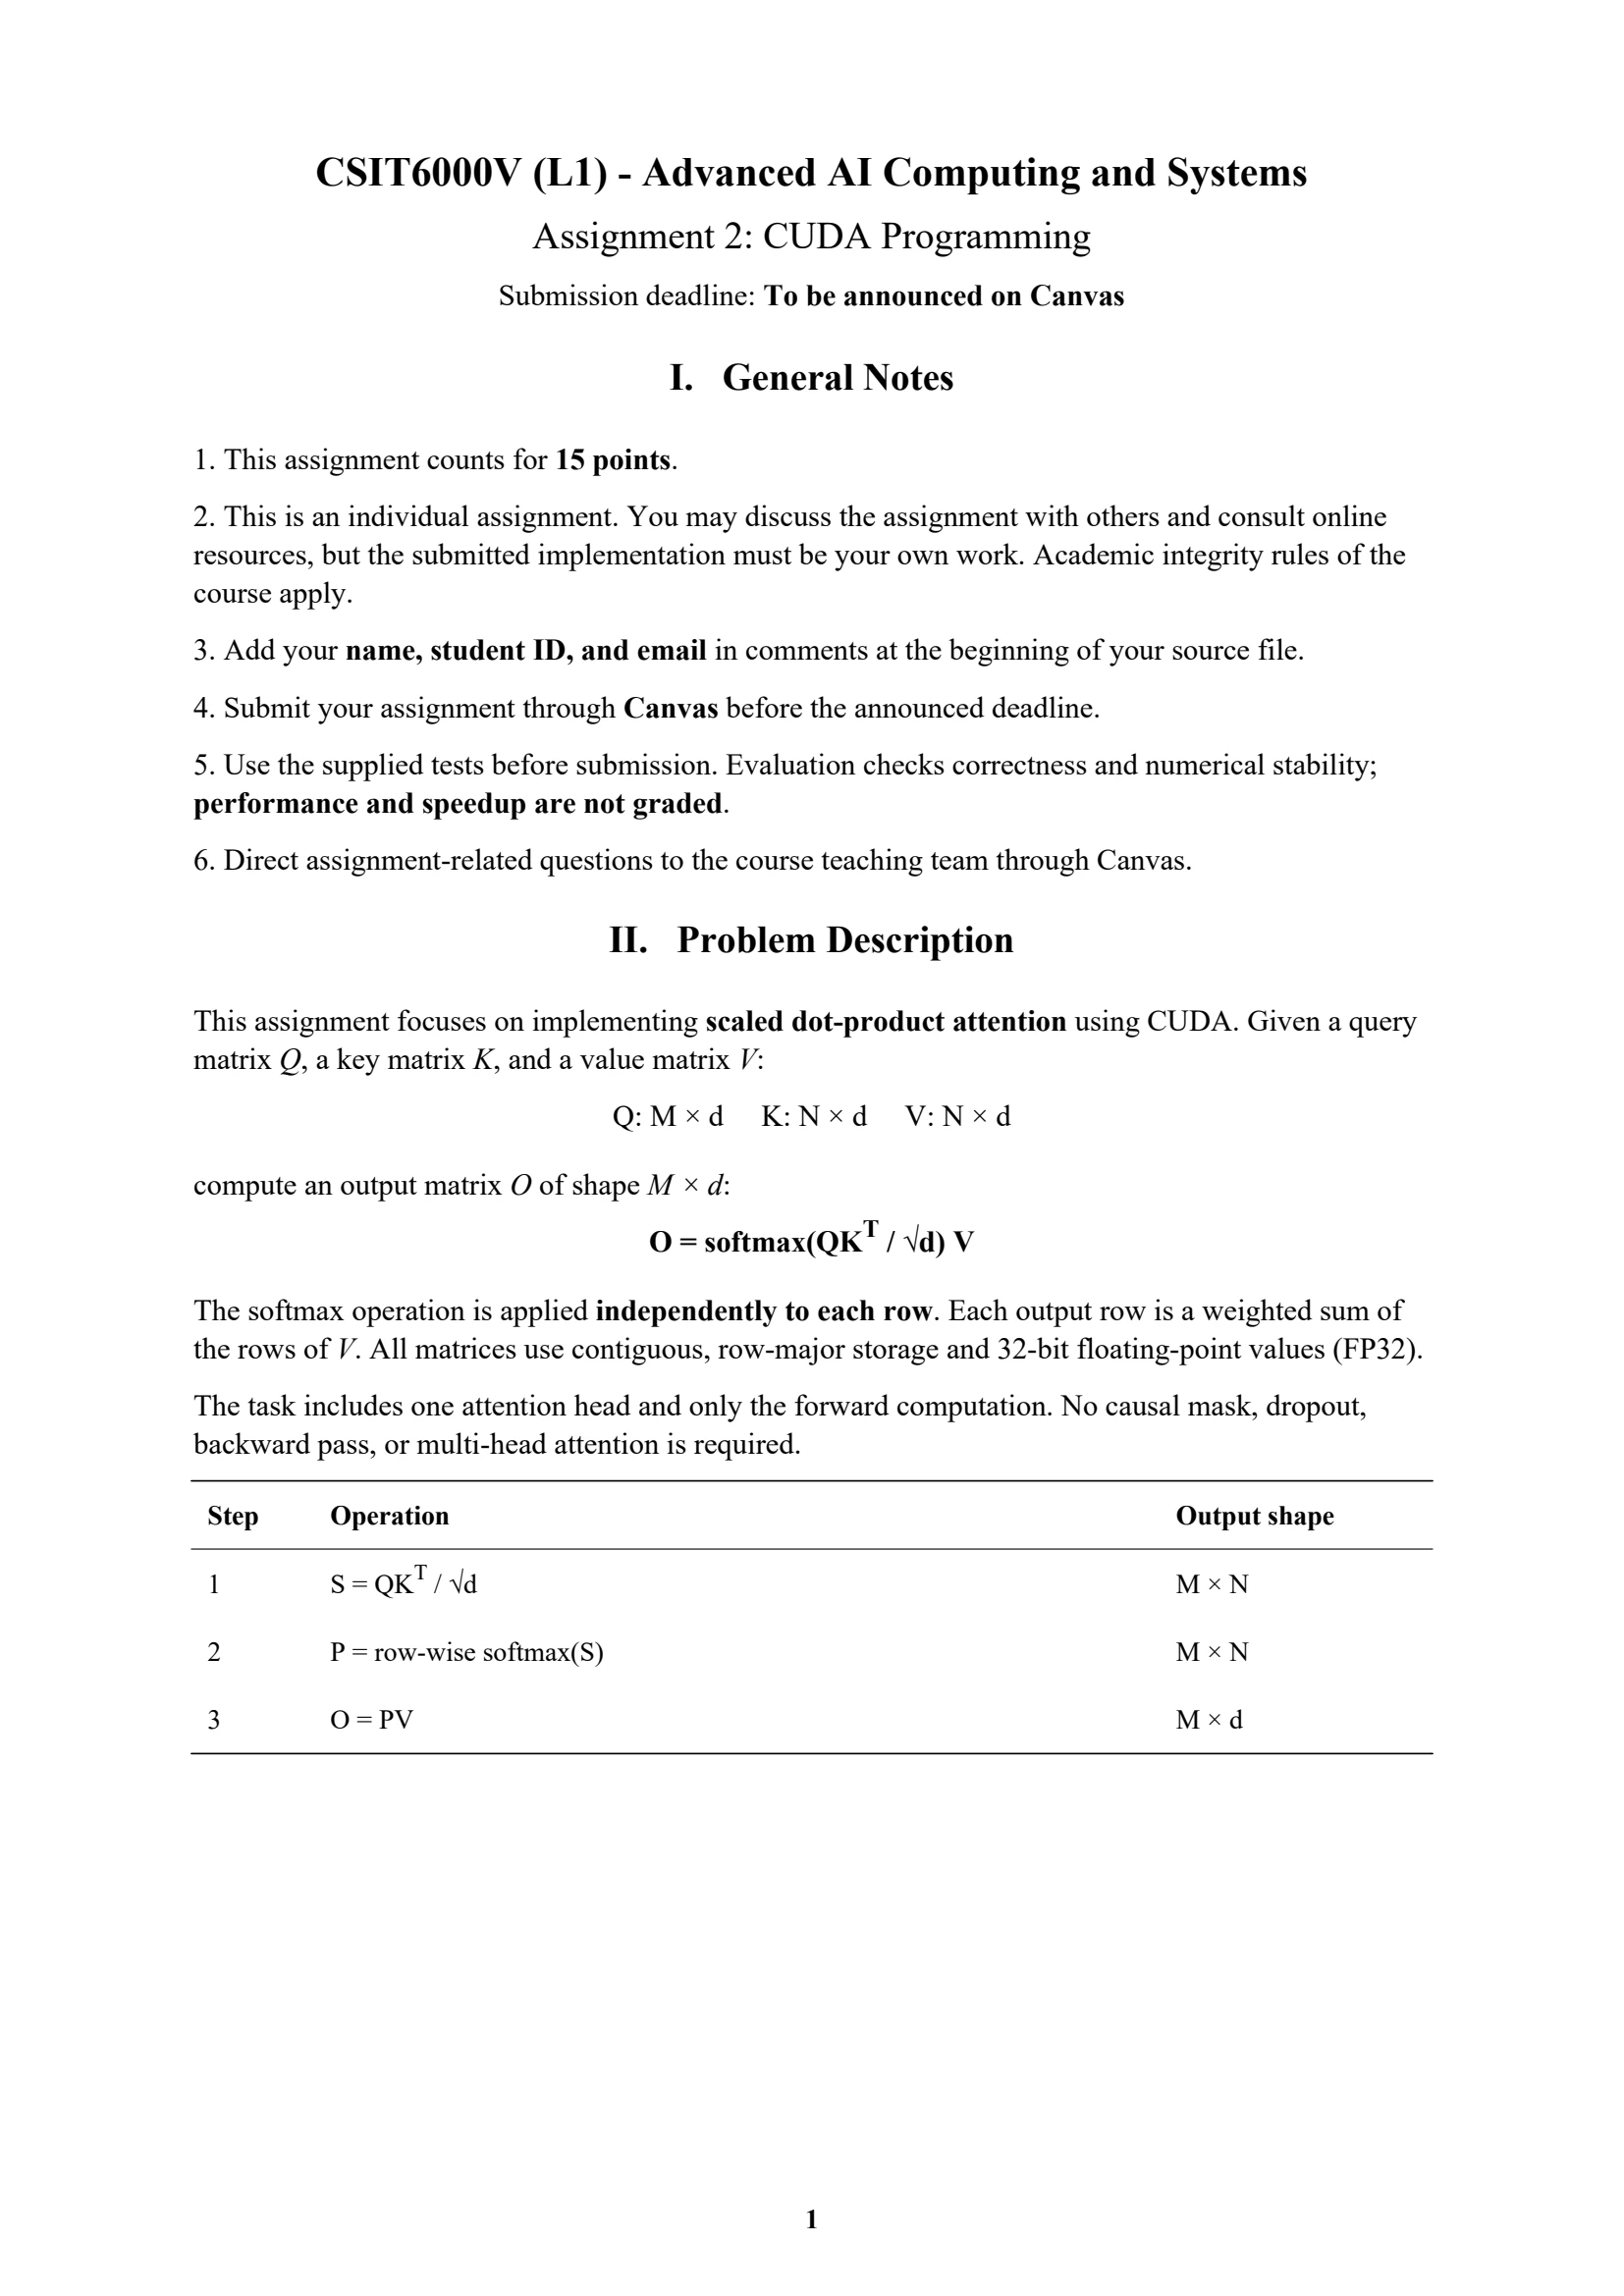 CSIT6000V (L1) - Advanced AI Computing and Systems
Assignment 2: CUDA Programming
Submission deadline: To be announced on Canvas
I. General Notes
1. This assignment counts for 15 points.
2. This is an individual assignment. You may discuss the assignment with others and consult online
resources, but the submitted implementation must be your own work. Academic integrity rules of the
course apply.
3. Add your name, student ID, and email in comments at the beginning of your source file.
4. Submit your assignment through Canvas before the announced deadline.
5. Use the supplied tests before submission. Evaluation checks correctness and numerical stability;
performance and speedup are not graded.
6. Direct assignment-related questions to the course teaching team through Canvas.
II. Problem Description
This assignment focuses on implementing scaled dot-product attention using CUDA. Given a query
matrix Q, a key matrix K, and a value matrix V:
Q: M × d K: N × d V: N × d
compute an output matrix O of shape M × d:
O = softmax(QK^T / √d) V
The softmax operation is applied independently to each row. Each output row is a weighted sum of
the rows of V. All matrices use contiguous, row-major storage and 32-bit floating-point values (FP32).
The task includes one attention head and only the forward computation. No causal mask, dropout,
backward pass, or multi-head attention is required.
Step Operation Output shape
1 S = QK^T / √d M × N
2 P = row-wise softmax(S) M × N
3 O = PV M × d
1